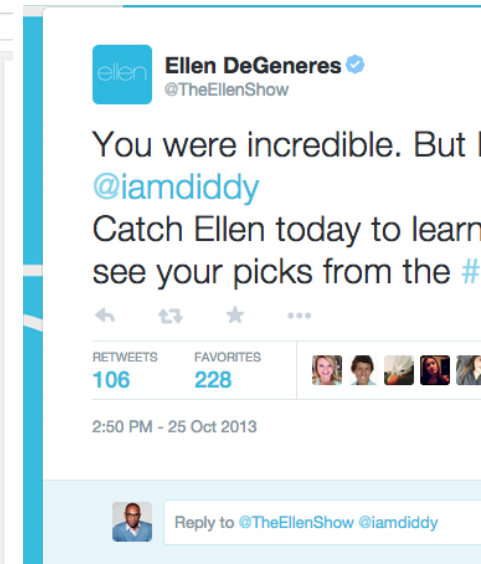 ellen
Ellen DeGeneres
@TheEllenShow
You were incredible. But
@iamdiddy
Catch Ellen today to learn
see your picks from the #
RETWEETS
FAVORITES
106
228
2:50 PM - 25 Oct 2013
Reply to @TheEllenShow @iamdiddy